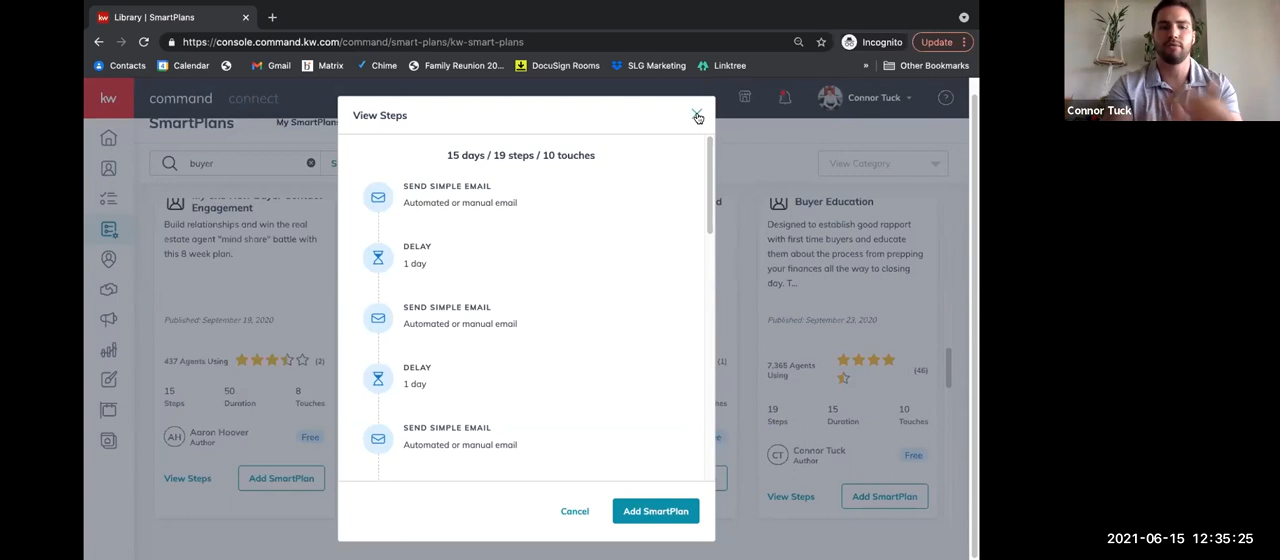 Library | SmartPlans
https://console.command.kw.com/command/smart-plans/kw-smart-plans
Incognito
Update
Contacts
Calendar
Gmail
Matrix
Chime
Family Reunion 20...
DocuSign Rooms
SLG Marketing
Linktree
»
Other Bookmarks
kw
command
connect
Connor Tuck
SmartPlans
My SmartPlans
buyer
View Category
Engagement
Build relationships and win the real
estate agent "mind share" battle with
this 8 week plan.
Published: September 19, 2020
437 Agents Using
(2)
15
50
8
Steps
Duration
Touches
AH
Aaron Hoover
Author
Free
View Steps
Add SmartPlan
View Steps
15 days / 19 steps / 10 touches
SEND SIMPLE EMAIL
Automated or manual email
DELAY
1 day
SEND SIMPLE EMAIL
Automated or manual email
DELAY
1 day
SEND SIMPLE EMAIL
Automated or manual email
Cancel
Add SmartPlan
(1)
Buyer Education
Designed to establish good rapport
with first time buyers and educate
them about the process from prepping
your finances all the way to closing
day. T...
Published: September 23, 2020
7,365 Agents
Using
(46)
19
15
10
Steps
Duration
Touches
CT
Connor Tuck
Author
Free
View Steps
Add SmartPlan
Connor Tuck
2021-06-15 12:35:25